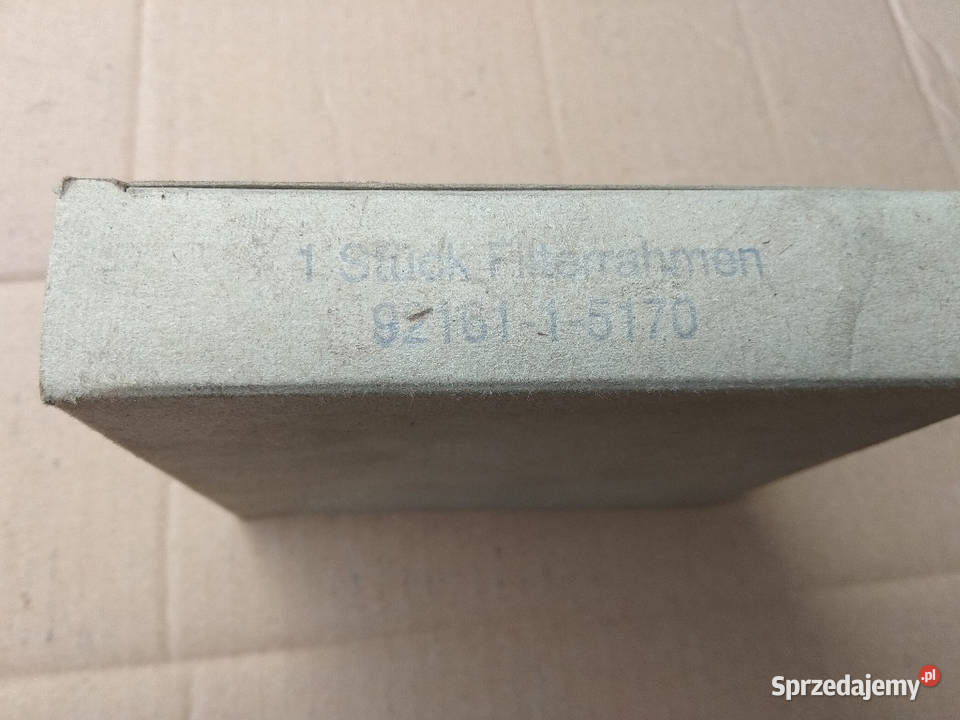 1 Stück Filterrahmen
92161-1-5170
Sprzedajemy.pl